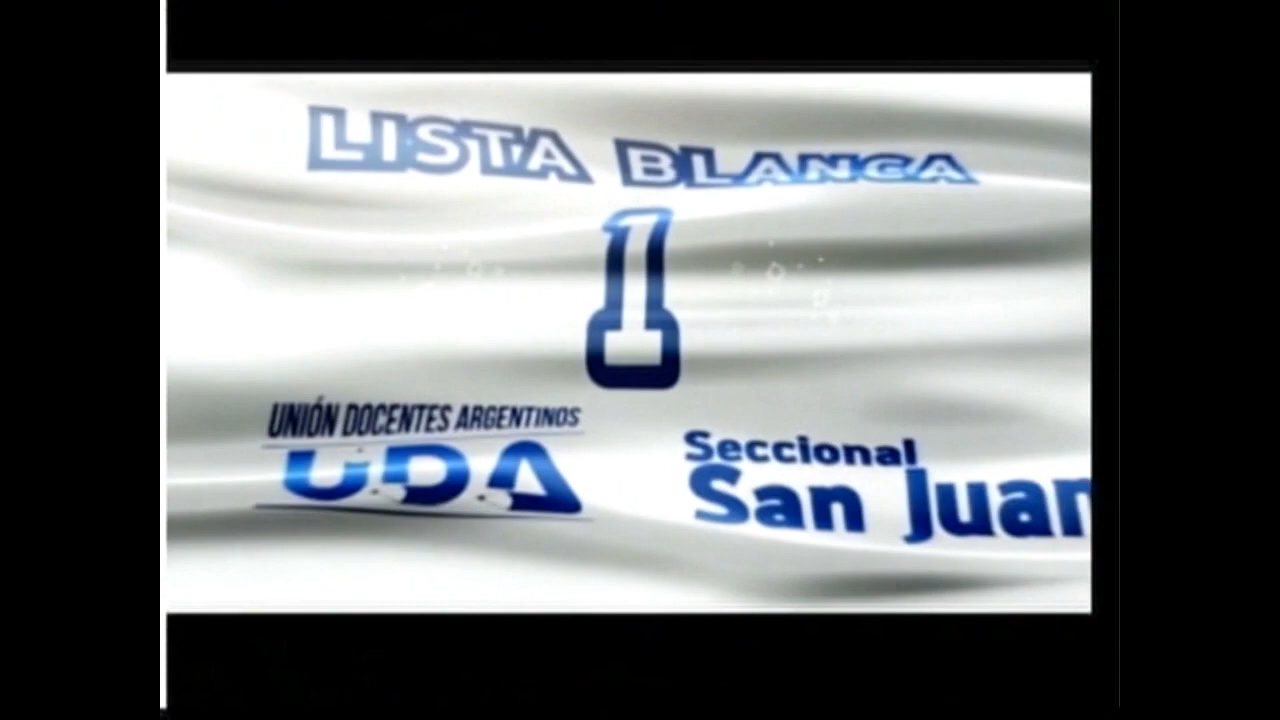 LISTA BLANCA
1
UNIÓN DOCENTES ARGENTINOS
UDA
Seccional
San Juan